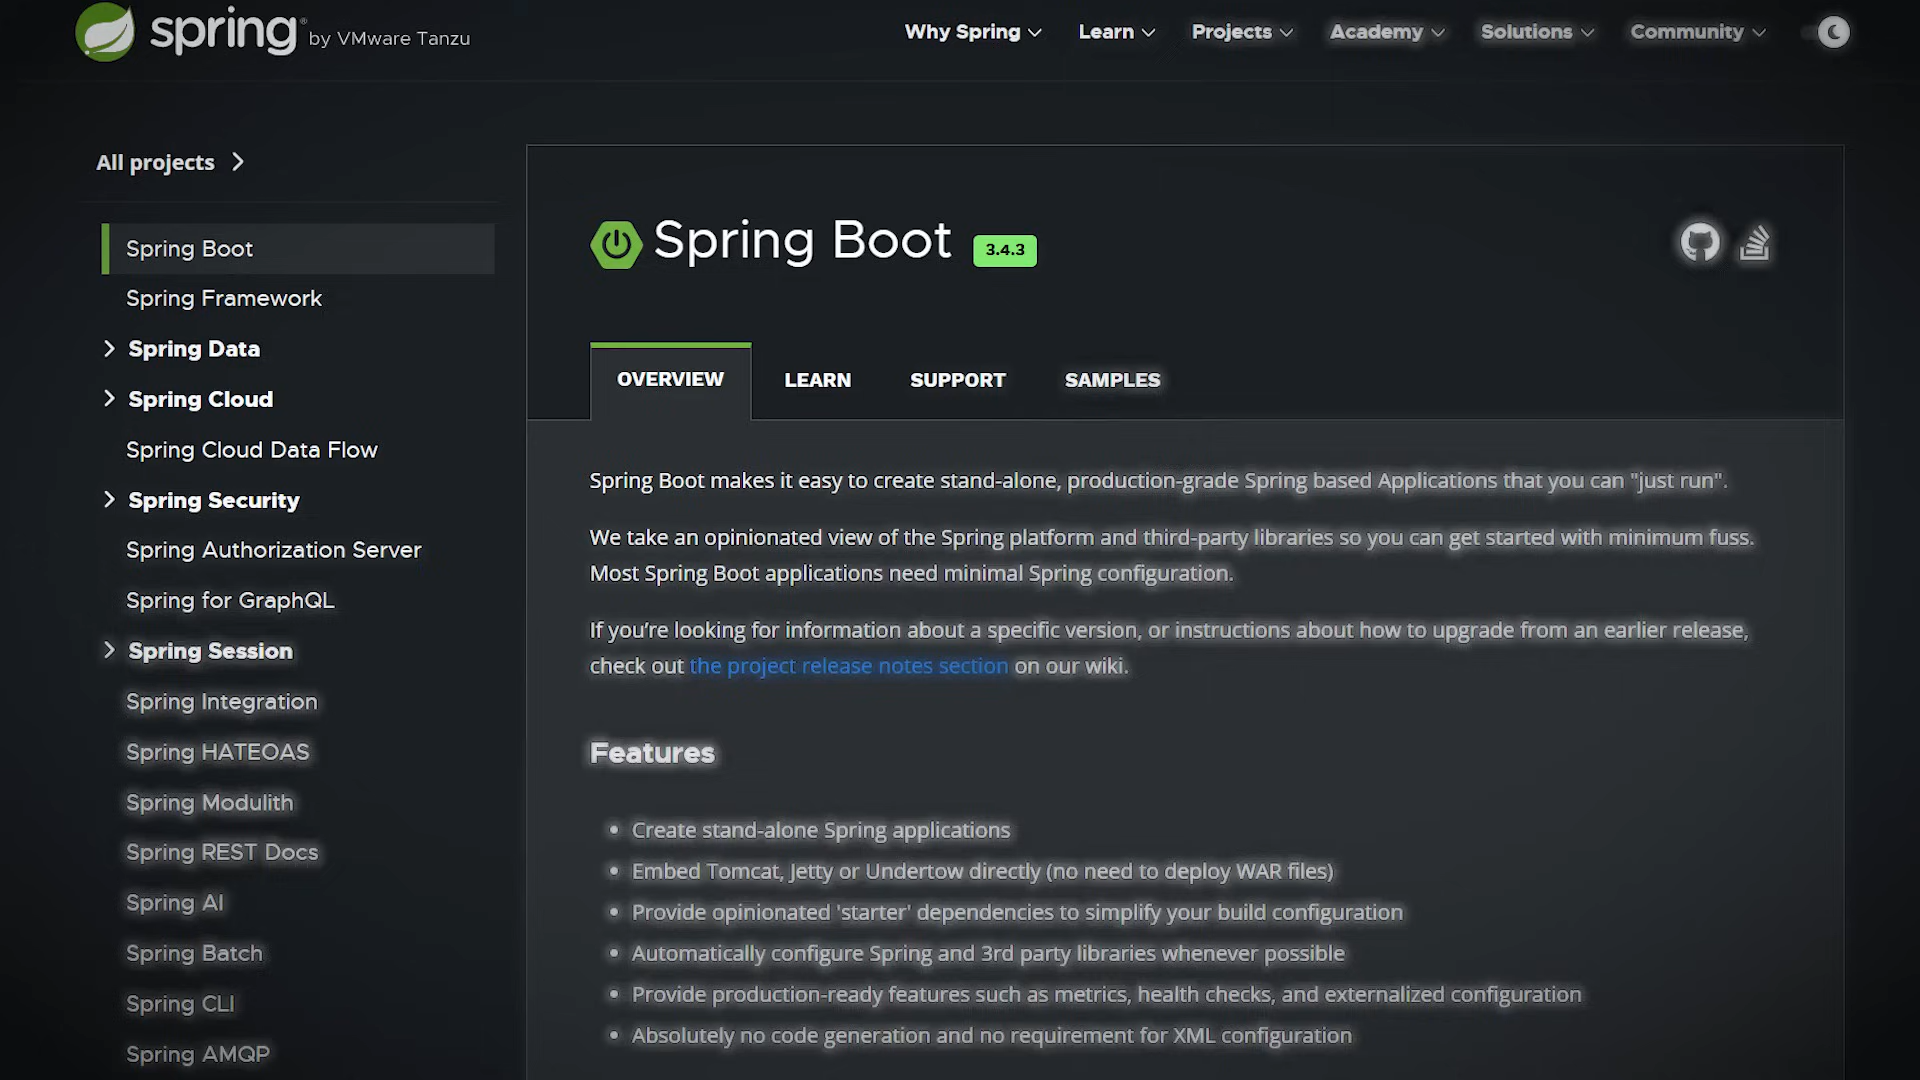 spring® by VMware Tanzu
Why Spring
Learn
Projects
Academy
Solutions
Community
All projects
Spring Boot
Spring Framework
Spring Data
Spring Cloud
Spring Cloud Data Flow
Spring Security
Spring Authorization Server
Spring for GraphQL
Spring Session
Spring Integration
Spring HATEOAS
Spring Modulith
Spring REST Docs
Spring AI
Spring Batch
Spring CLI
Spring AMQP
Spring Boot 3.4.3
OVERVIEW
LEARN
SUPPORT
SAMPLES
Spring Boot makes it easy to create stand-alone, production-grade Spring based Applications that you can "just run".
We take an opinionated view of the Spring platform and third-party libraries so you can get started with minimum fuss.
Most Spring Boot applications need minimal Spring configuration.
If you’re looking for information about a specific version, or instructions about how to upgrade from an earlier release,
check out the project release notes section on our wiki.
Features
• Create stand-alone Spring applications
• Embed Tomcat, Jetty or Undertow directly (no need to deploy WAR files)
• Provide opinionated 'starter' dependencies to simplify your build configuration
• Automatically configure Spring and 3rd party libraries whenever possible
• Provide production-ready features such as metrics, health checks, and externalized configuration
• Absolutely no code generation and no requirement for XML configuration